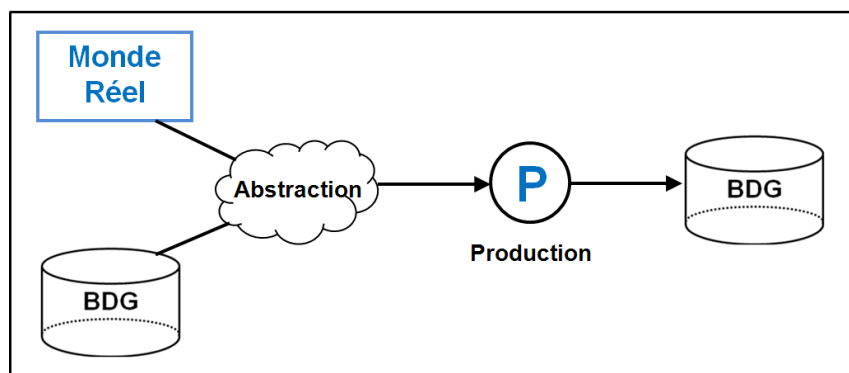 Monde
Réel
Abstraction
P
BDG
Production
BDG